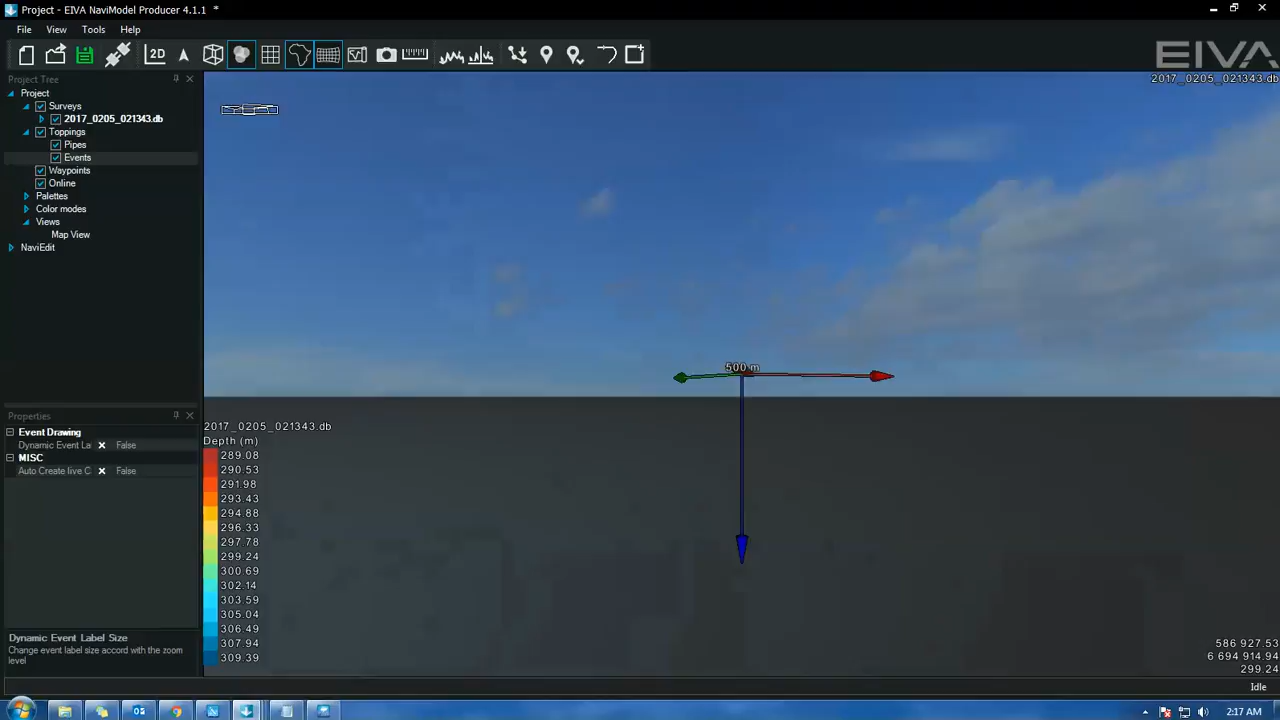 Project - EIVA NaviModel Producer 4.1.1 *
File View Tools Help
2D
EIVA
Project Tree
2017_0205_021343.db
Project
Surveys
2017_0205_021343.db
Toppings
Pipes
Events
Waypoints
Online
Palettes
Color modes
Views
Map View
NaviEdit
500 m
Properties
Event Drawing
Dynamic Event La False
MISC
Auto Create live C False
2017_0205_021343.db
Depth (m)
289.08
290.53
291.98
293.43
294.88
296.33
297.78
299.24
300.69
302.14
303.59
305.04
306.49
307.94
309.39
Dynamic Event Label Size
Change event label size accord with the zoom
level
586 927.53
6 694 914.94
299.24
Idle
2:17 AM